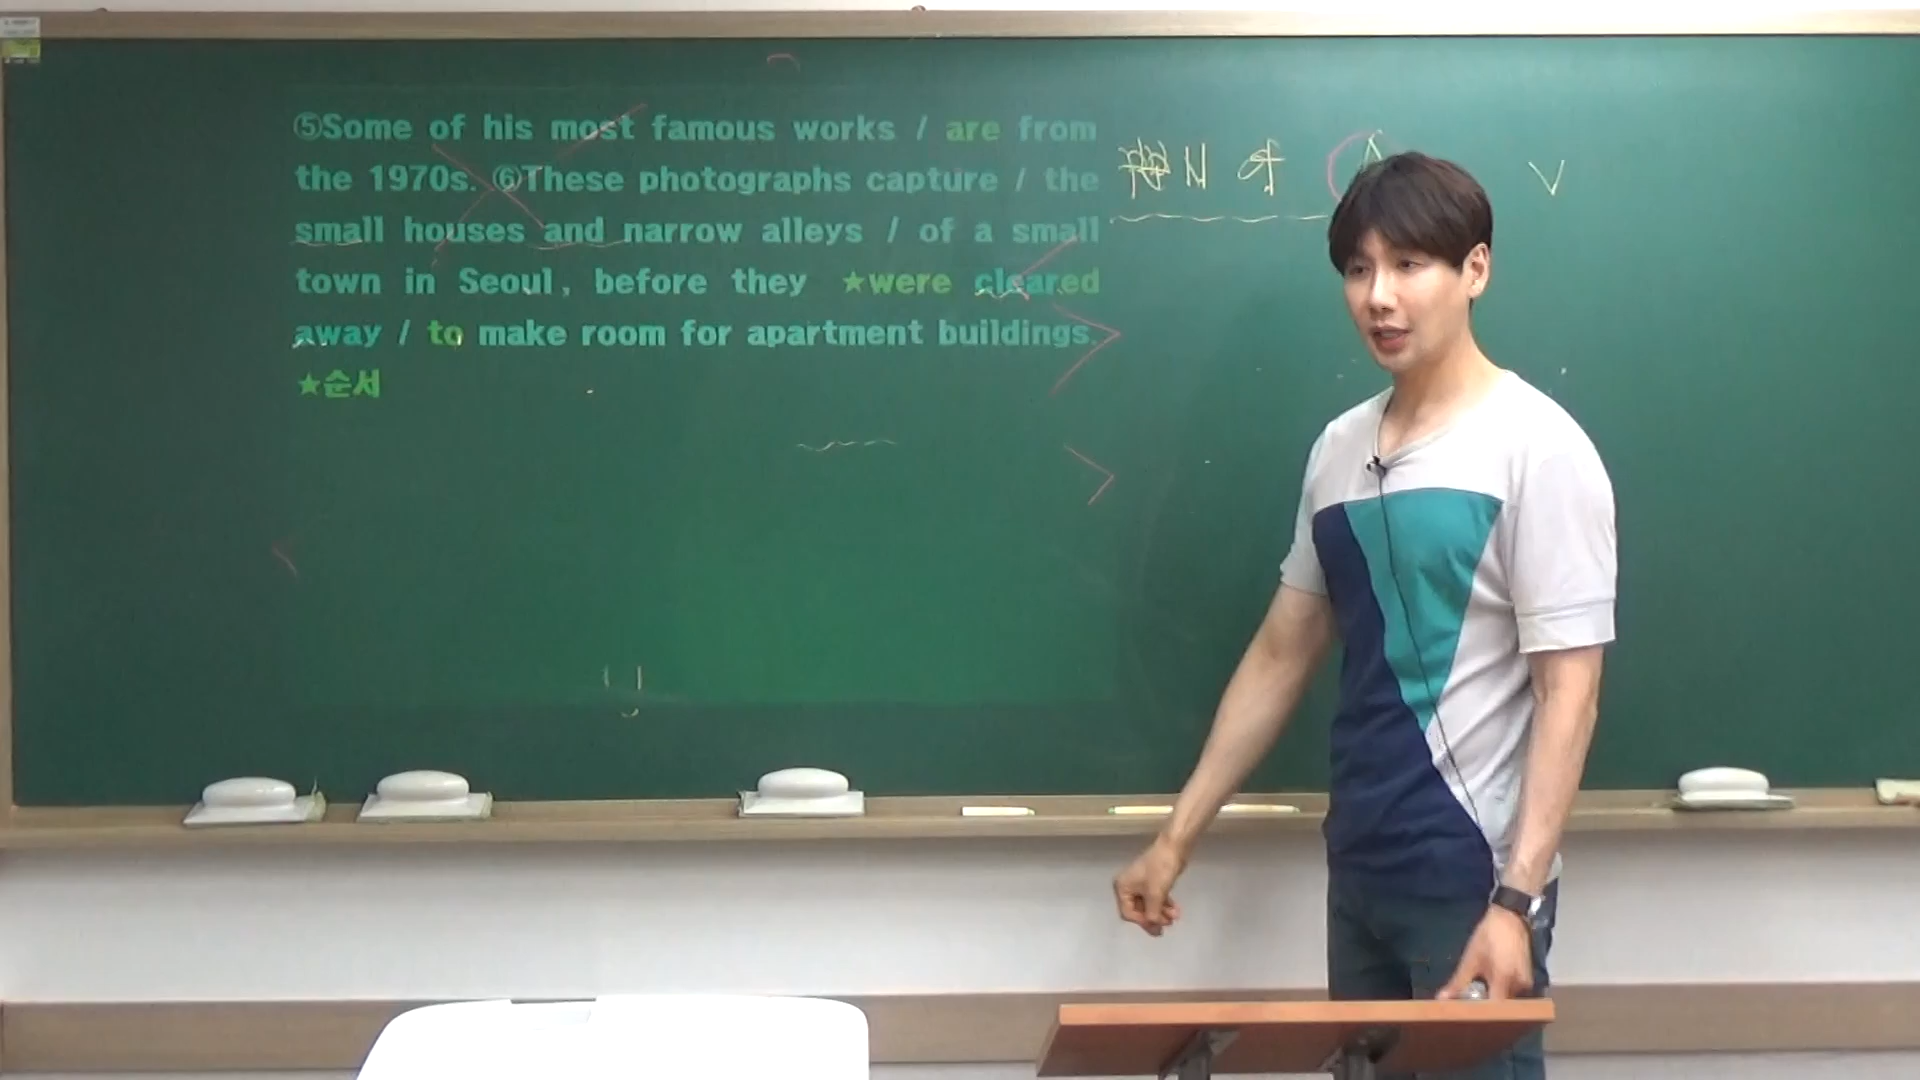 ⑤Some of his most famous works / are from
the 1970s. ⑥These photographs capture / the
small houses and narrow alleys / of a small
town in Seoul, before they ★were cleared
away / to make room for apartment buildings.
★순서
N of A V